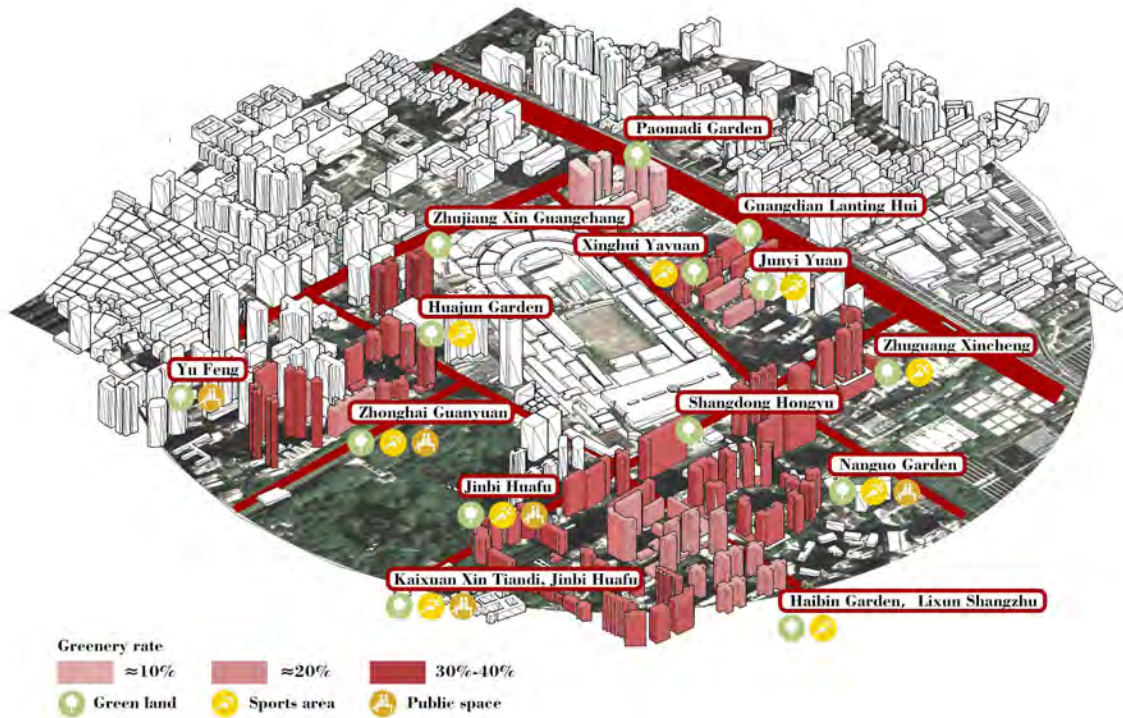 Paomadi Garden
Guangdian Lanting Hui
Zhujiang Xin Guangchang
Xinghui Yayuan
Junyi Yuan
Huajun Garden
Zhuguang Xincheng
Yu Feng
Shangdong Hongyu
Zhonghai Guanyuan
Nanguo Garden
Jinbi Huafu
Kaixuan Xin Tiandi, Jinbi Huafu
Haibin Garden, Lixun Shangzhu
Greenery rate
≈10% ≈20% 30%-40%
Green land Sports area Public space